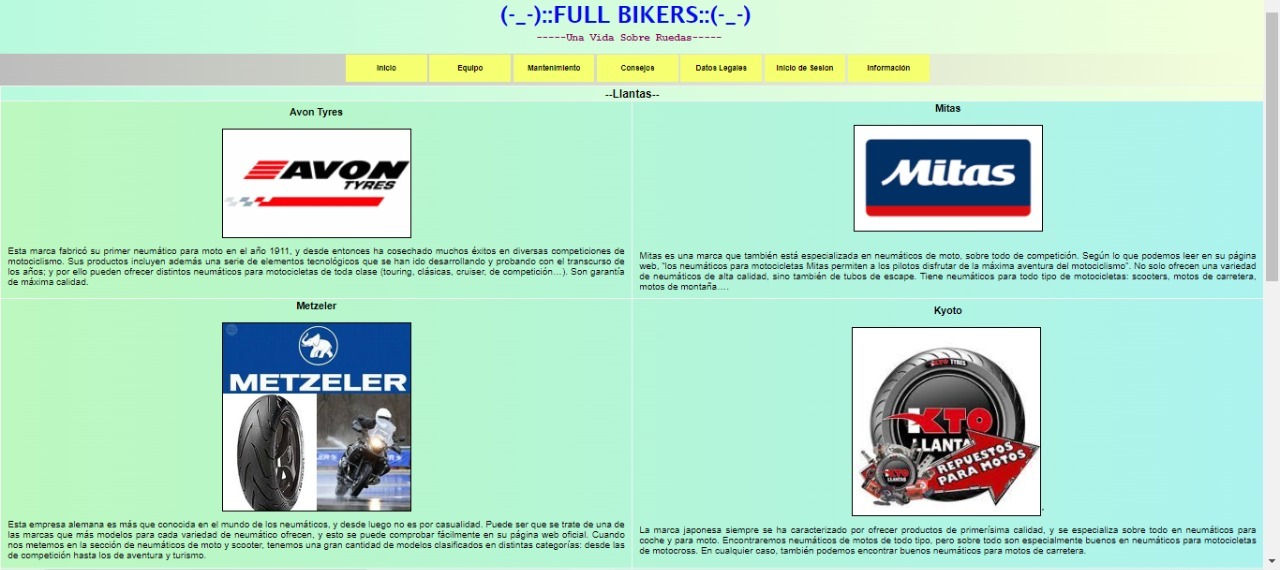 (-_-)::FULL BIKERS::(-_-)
-----Una Vida Sobre Ruedas-----
Inicio Equipo Mantenimiento Consejos Datos Legales Inicio de Sesion Información
--Llantas--
Avon Tyres
AVON
TYRES
Esta marca fabricó su primer neumático para moto en el año 1911, y desde entonces ha cosechado muchos éxitos en diversas competiciones de
motociclismo. Sus productos incluyen además una serie de elementos tecnológicos que se han ido desarrollando y probando con el transcurso de
los años; y por ello pueden ofrecer distintos neumáticos para motocicletas de toda clase (touring, clásicas, cruiser, de competición…). Son garantía
de máxima calidad.
Mitas
Mitas
Mitas es una marca que también está especializada en neumáticos de moto, sobre todo de competición. Según lo que podemos leer en su página
web, "los neumáticos para motocicletas Mitas permiten a los pilotos disfrutar de la máxima aventura del motociclismo". No solo ofrecen una variedad
de neumáticos de alta calidad, sino también de tubos de escape. Tiene neumáticos para todo tipo de motocicletas: scooters, motos de carretera,
motos de montaña….
Metzeler
METZELER
Esta empresa alemana es más que conocida en el mundo de los neumáticos, y desde luego no es por casualidad. Puede ser que se trate de una de
las marcas que más modelos para cada variedad de neumático ofrecen, y esto se puede comprobar fácilmente en su página web oficial. Cuando
nos metemos en la sección de neumáticos de moto y scooter, tenemos una gran cantidad de modelos clasificados en distintas categorías: desde las
de competición hasta los de aventura y turismo.
Kyoto
KTO TYRES
KTO
LLANTA
REPUESTOS
PARA MOTOS
KTO
LLANTAS
La marca japonesa siempre se ha caracterizado por ofrecer productos de primerísima calidad, y se especializa sobre todo en neumáticos para
coche y para moto. Encontraremos neumáticos de motos de todo tipo, pero sobre todo son especialmente buenos en neumáticos para motocicletas
de motocross. En cualquier caso, también podemos encontrar buenos neumáticos para motos de carretera.